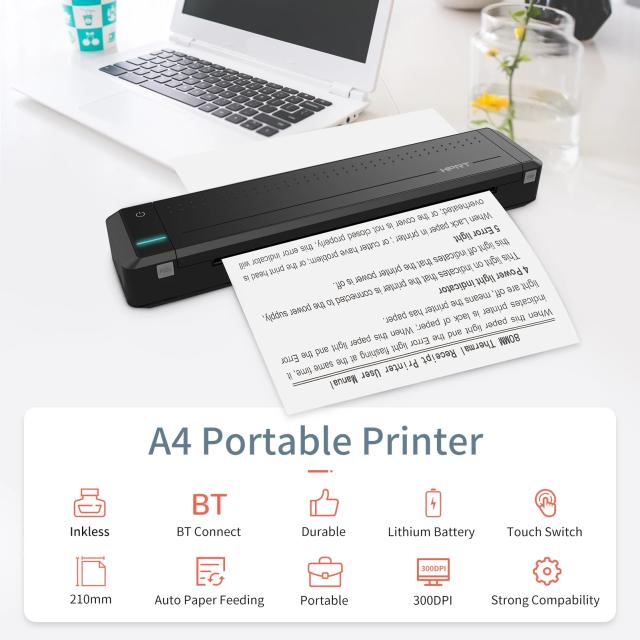 HPRT
80MM Thermal Receipt Printer User Manual
When this paper light and the Error light flashing at the same time, it
indicates printer is lack of paper; When this paper light and the Error
light are off, means the printer has paper.
4 Power light indicator
This light on indicates that the printer is connected to the power supply,
this light off indicates that the printer power is off.
5 Error light
When Lack paper in printer ; or cutter have problem; or the print head is
overheated; or the cover is not closed properly, this error indicator will
A4 Portable Printer
Inkless
BT
BT Connect
Durable
Lithium Battery
Touch Switch
210mm
Auto Paper Feeding
Portable
300DPI
300DPI
Strong Compability